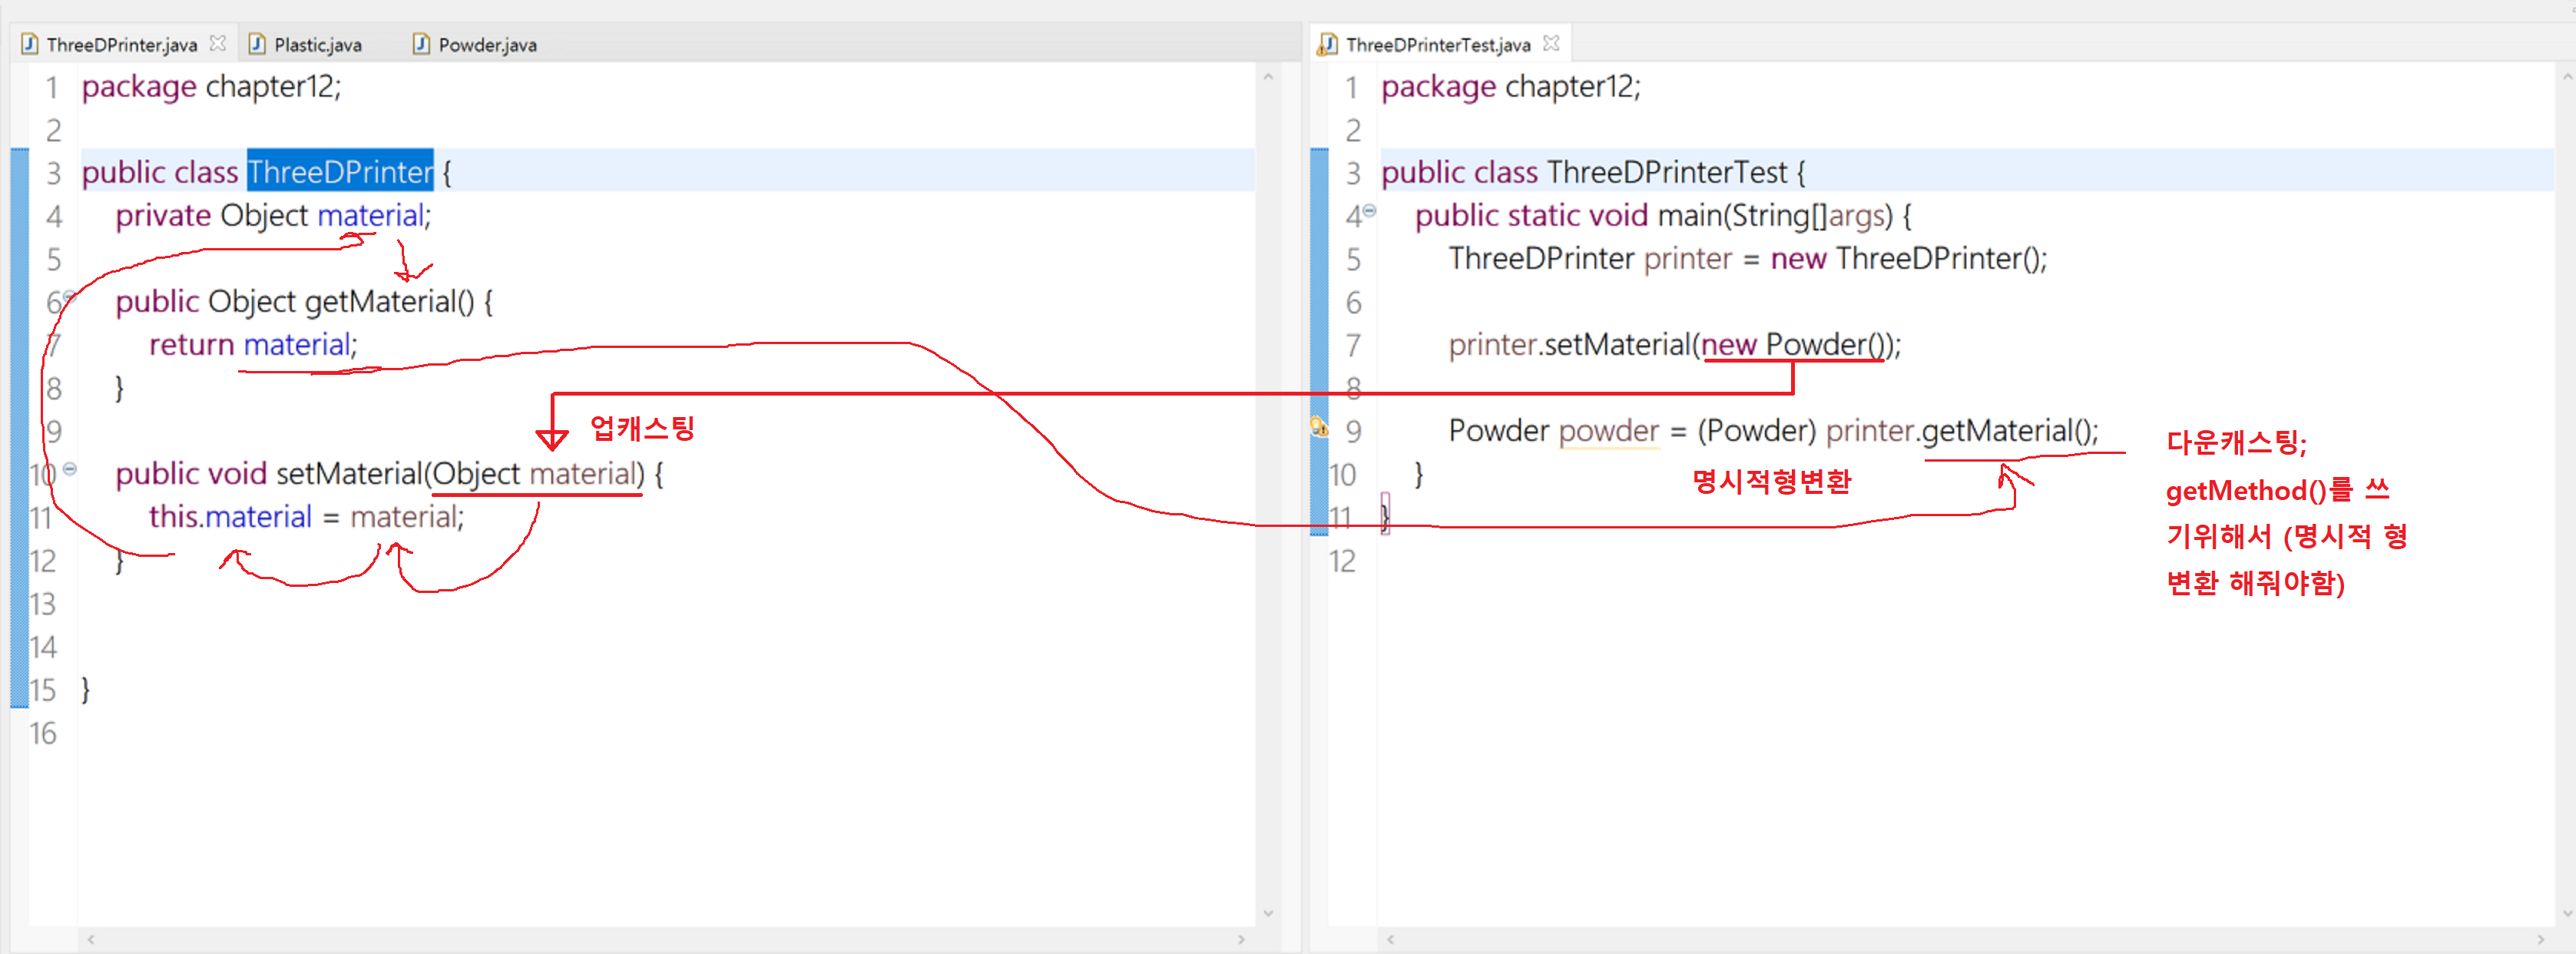 ThreeDPrinter.java
Plastic.java
Powder.java
1 package chapter12;
2
3 public class ThreeDPrinter {
4 private Object material;
5
6 public Object getMaterial() {
7 return material;
8 }
9
업캐스팅
10 public void setMaterial(Object material) {
11 this.material = material;
12 }
13
14
15 }
16
ThreeDPrinterTest.java
1 package chapter12;
2
3 public class ThreeDPrinterTest {
4 public static void main(String[]args) {
5 ThreeDPrinter printer = new ThreeDPrinter();
6
7 printer.setMaterial(new Powder());
8
9 Powder powder = (Powder) printer.getMaterial();
10 }
명시적형변환
11 }
12
다운캐스팅;
getMethod()를 쓰
기위해서 (명시적 형
변환 해줘야함)